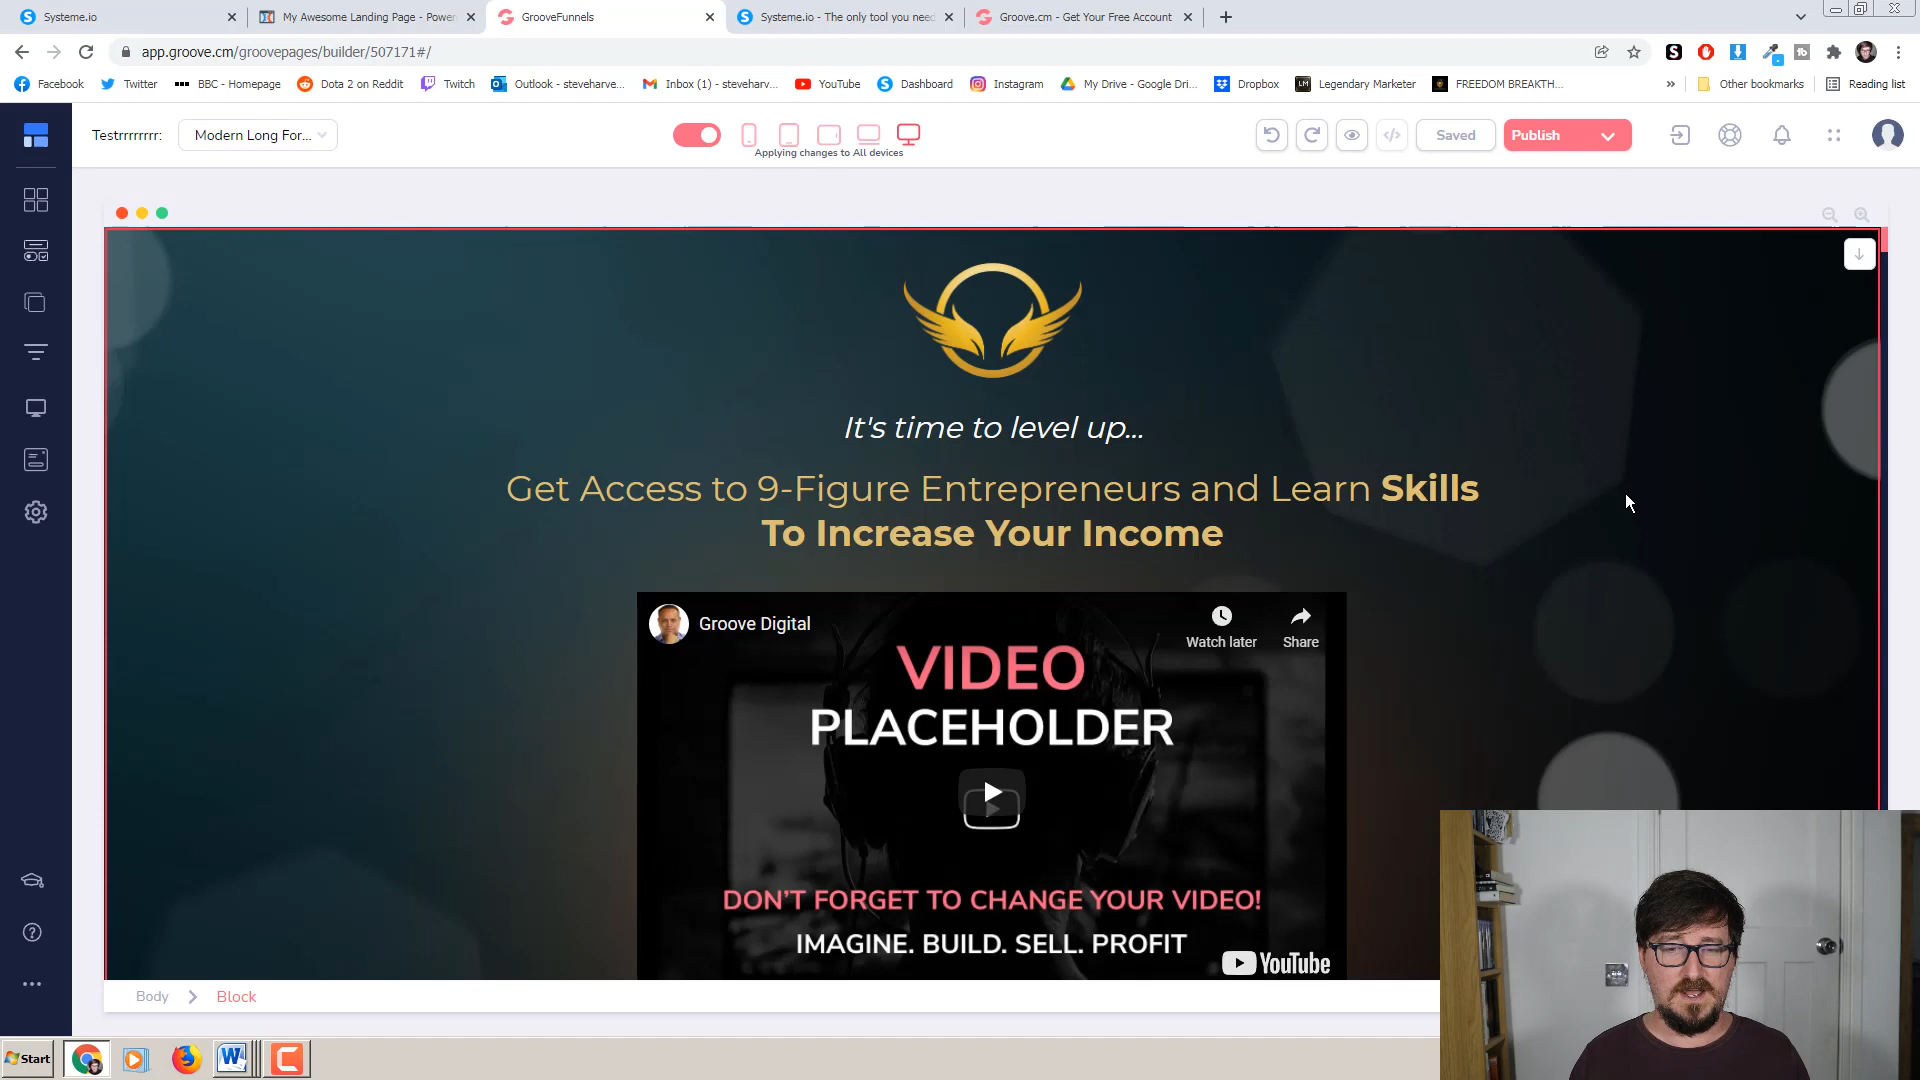 Systeme.io
My Awesome Landing Page - Power
GrooveFunnels
Systeme.io - The only tool you need
Groove.cm - Get Your Free Account
app.groove.cm/groovepages/builder/507171#/
Facebook
Twitter
BBC - Homepage
Dota 2 on Reddit
Twitch
Outlook - steveharve...
Inbox (1) - steveharv...
YouTube
Dashboard
Instagram
My Drive - Google Dri...
Dropbox
Legendary Marketer
FREEDOM BREAKTH...
Other bookmarks
Reading list
Testrrrrrrrr:
Modern Long For...
Applying changes to All devices
Saved
Publish
It's time to level up...
Get Access to 9-Figure Entrepreneurs and Learn Skills
To Increase Your Income
Groove Digital
Watch later
Share
VIDEO
PLACEHOLDER
DON'T FORGET TO CHANGE YOUR VIDEO!
IMAGINE. BUILD. SELL. PROFIT
YouTube
Body
Block
Start